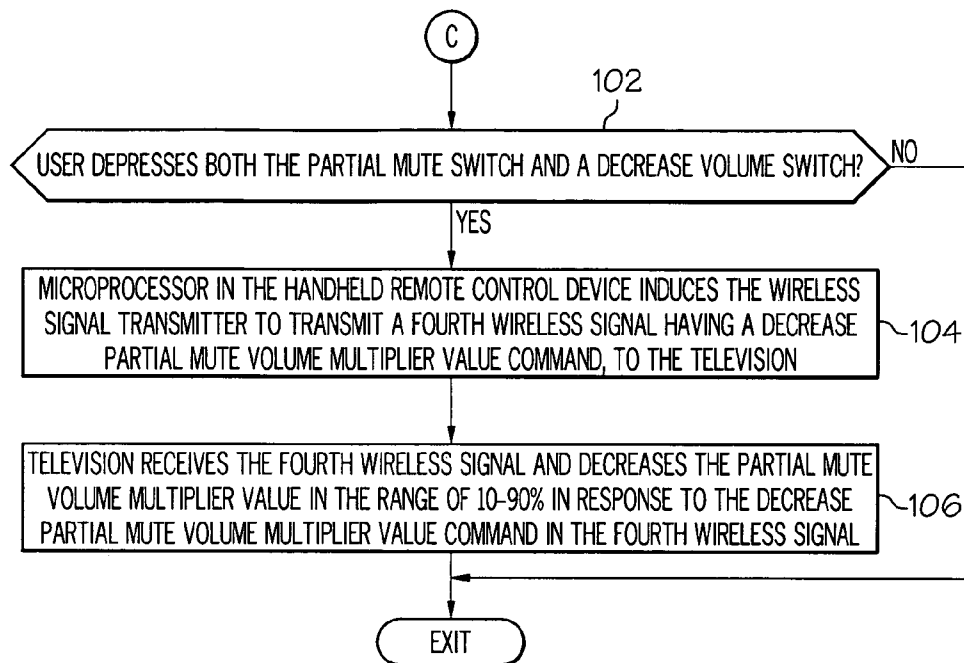 C
102
USER DEPRESSES BOTH THE PARTIAL MUTE SWITCH AND A DECREASE VOLUME SWITCH?
NO
YES
MICROPROCESSOR IN THE HANDHELD REMOTE CONTROL DEVICE INDUCES THE WIRELESS
SIGNAL TRANSMITTER TO TRANSMIT A FOURTH WIRELESS SIGNAL HAVING A DECREASE
PARTIAL MUTE VOLUME MULTIPLIER VALUE COMMAND, TO THE TELEVISION
104
TELEVISION RECEIVES THE FOURTH WIRELESS SIGNAL AND DECREASES THE PARTIAL MUTE
VOLUME MULTIPLIER VALUE IN THE RANGE OF 10-90% IN RESPONSE TO THE DECREASE
PARTIAL MUTE VOLUME MULTIPLIER VALUE COMMAND IN THE FOURTH WIRELESS SIGNAL
106
EXIT